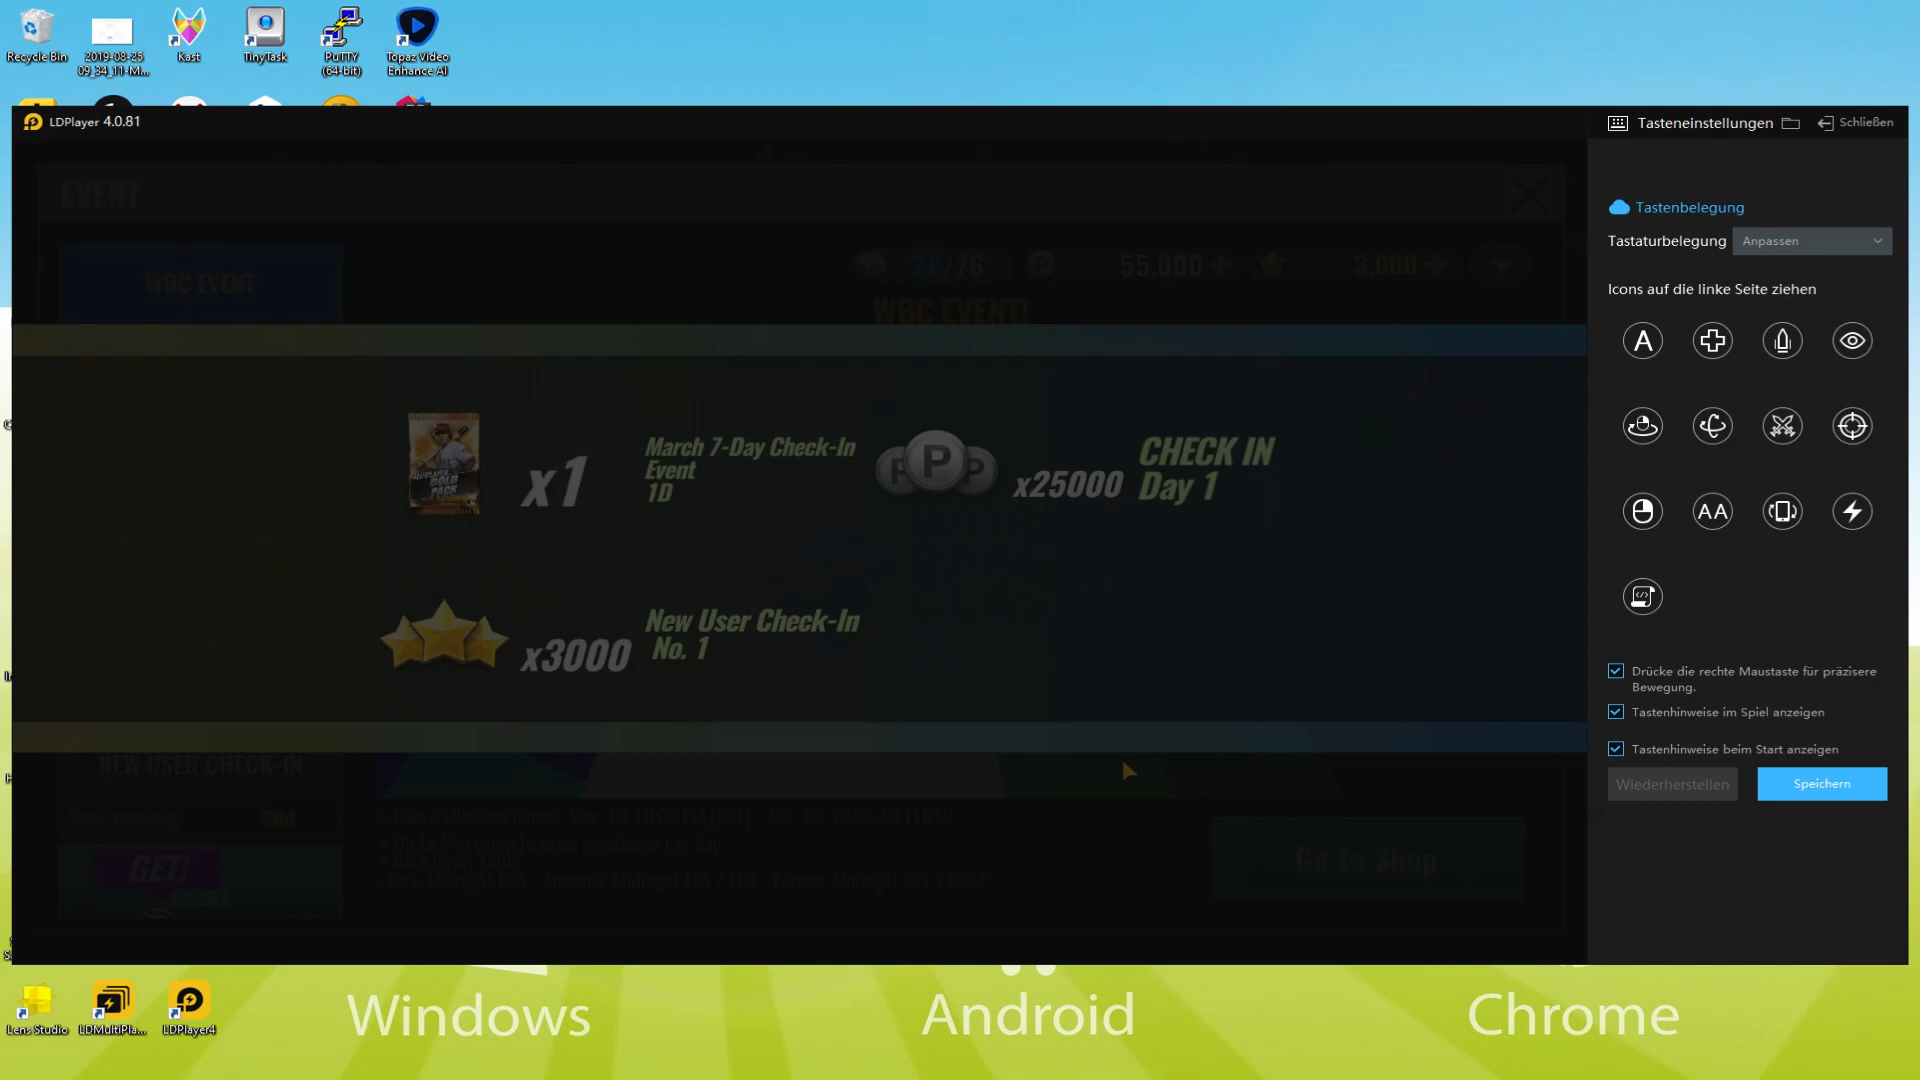 Recycle Bin
2019-08-25
09_34_11-M...
Kast
TinyTask
PuTTY
(64-bit)
Topaz Video
Enhance AI
LDPlayer 4.0.81
Tasteneinstellungen
Schließen
EVENT
WBC EVENT
26/76
55,000
3,000
WBC EVENT!
x1
March 7-Day Check-In
Event
1D
P
x25000
CHECK IN
Day 1
x3000
New User Check-In
No. 1
NEW USER CHECK-IN
98d
GET!
Go to Shop
Tastenbelegung
Tastaturbelegung
Anpassen
Icons auf die linke Seite ziehen
A
AA
Drücke die rechte Maustaste für präzisere
Bewegung.
Tastenhinweise im Spiel anzeigen
Tastenhinweise beim Start anzeigen
Wiederherstellen
Speichern
Lens Studio
LDMultiPla...
LDPlayer4
Windows
Android
Chrome